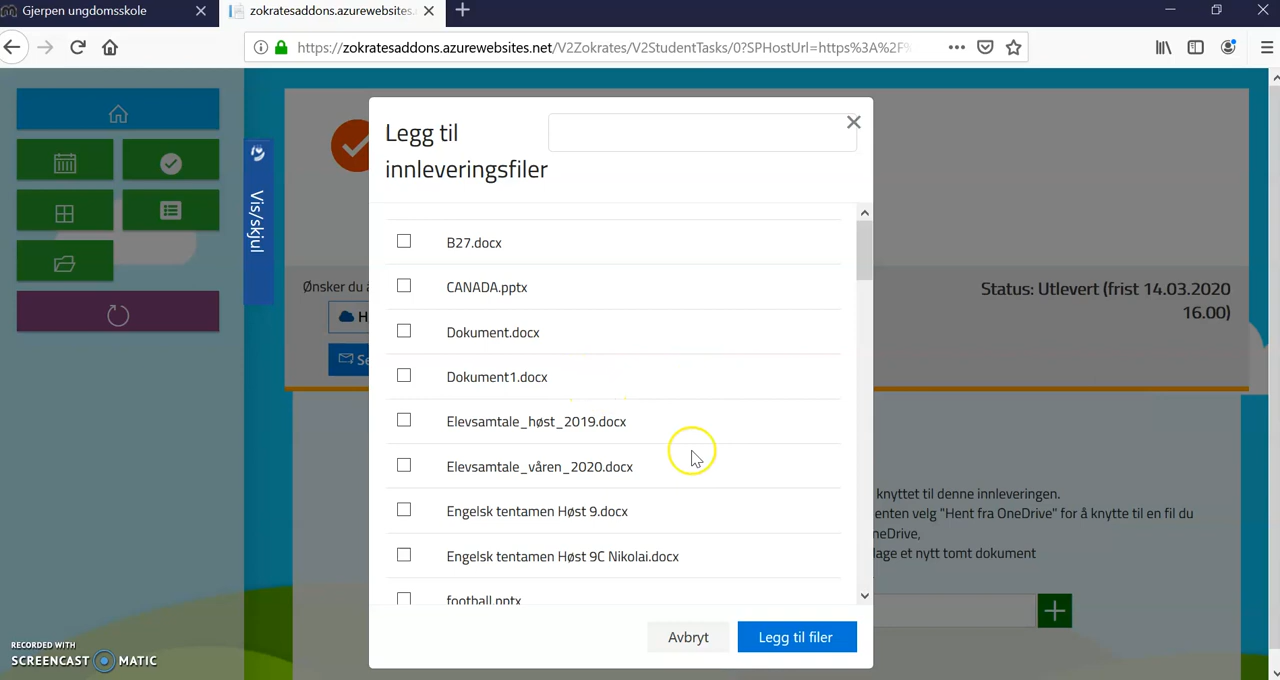 Gjerpen ungdomsskole
zokratesaddons.azurewebsites.
https://zokratesaddons.azurewebsites.net/V2Zokrates/V2StudentTasks/0?SPHostUrl=https%3A%2F%
Vis/skjul
Legg til
innleveringsfiler
B27.docx
CANADA.pptx
Dokument.docx
Dokument1.docx
Elevsamtale_høst_2019.docx
Elevsamtale_våren_2020.docx
Engelsk tentamen Høst 9.docx
Engelsk tentamen Høst 9C Nikolai.docx
football.pptx
Avbryt
Legg til filer
Ønsker du
H
Se
Status: Utlevert (frist 14.03.2020
16.00)
knyttet til denne innleveringen.
enten velg "Hent fra OneDrive" for å knytte til en fil du
neDrive,
lage et nytt tomt dokument
RECORDED WITH
SCREENCAST MATIC